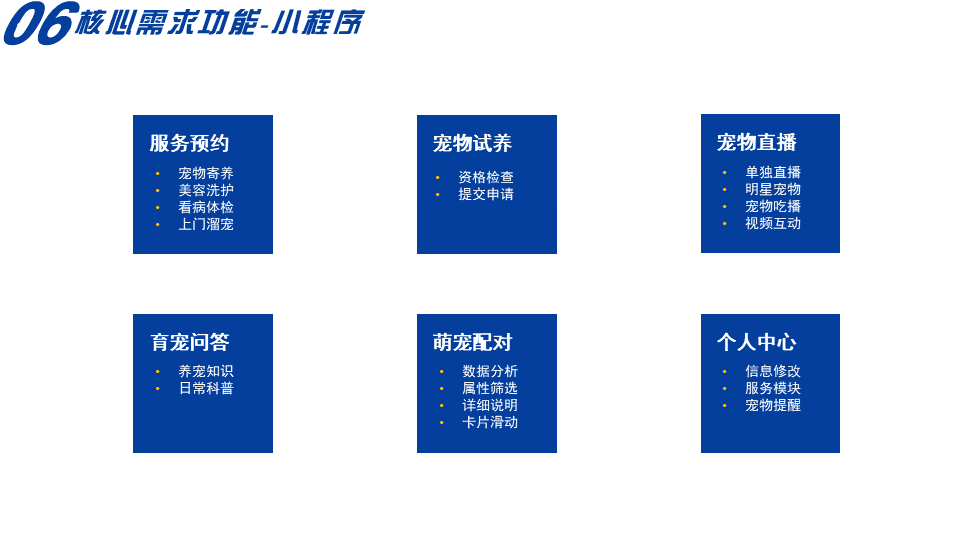 06核心需求功能-小程序
服务预约
• 宠物寄养
• 美容洗护
• 看病体检
• 上门溜宠
宠物试养
• 资格检查
• 提交申请
宠物直播
• 单独直播
• 明星宠物
• 宠物吃播
• 视频互动
育宠问答
• 养宠知识
• 日常科普
萌宠配对
• 数据分析
• 属性筛选
• 详细说明
• 卡片滑动
个人中心
• 信息修改
• 服务模块
• 宠物提醒